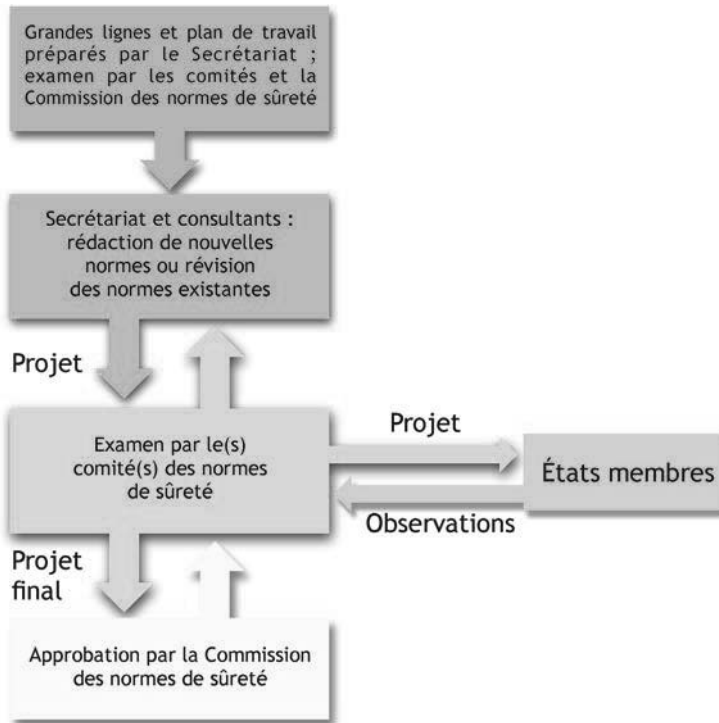 Grandes lignes et plan de travail
préparés par le Secrétariat ;
examen par les comités et la
Commission des normes de sûreté
Secrétariat et consultants :
rédaction de nouvelles
normes ou révision
des normes existantes
Projet
Examen par le(s)
comité(s) des normes
de sûreté
Projet
États membres
Observations
Projet
final
Approbation par la Commission
des normes de sûreté